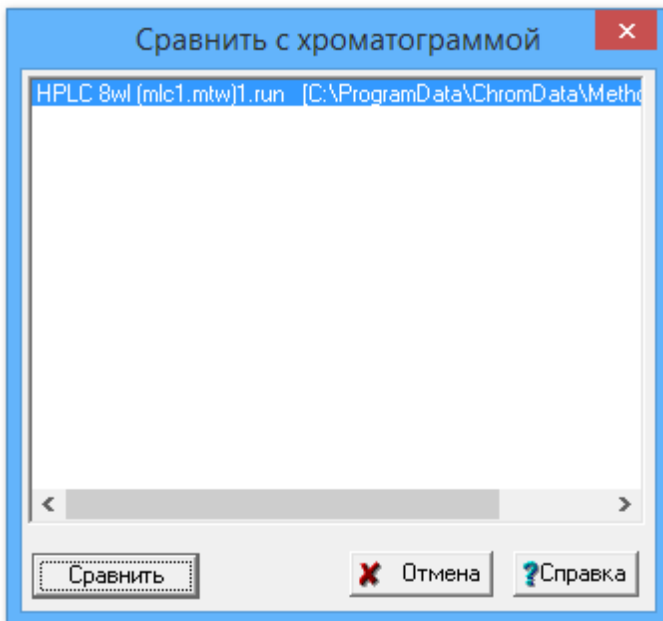 Сравнить с хроматограммой
HPLC 8wl (mlc1.mtw)1.run [C:\ProgramData\ChromData\Metho
Сравнить
Отмена
?Справка